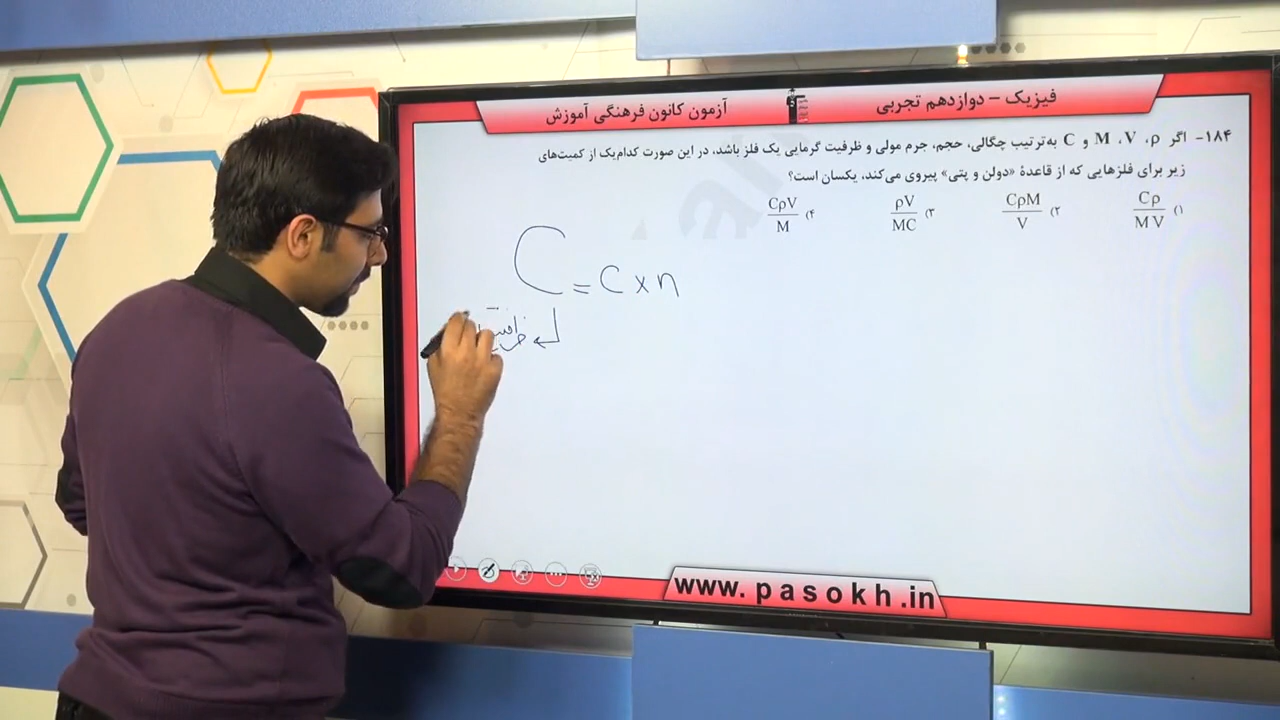 آزمون کانون فرهنگی آموزش
فیزیک - دوازدهم تجربی
۱۸۴- اگر ρ، V، M و C به‌ترتیب چگالی، حجم، جرم مولی و ظرفیت گرمایی یک فلز باشد، در این صورت کدام‌یک از کمیت‌های
زیر برای فلزهایی که از قاعدهٔ «دولن و پتی» پیروی می‌کند، یکسان است؟
۱) Cρ / MV ۲) CρM / V ۳) ρV / MC ۴) CρV / M
C = c × n
www.pasokh.in